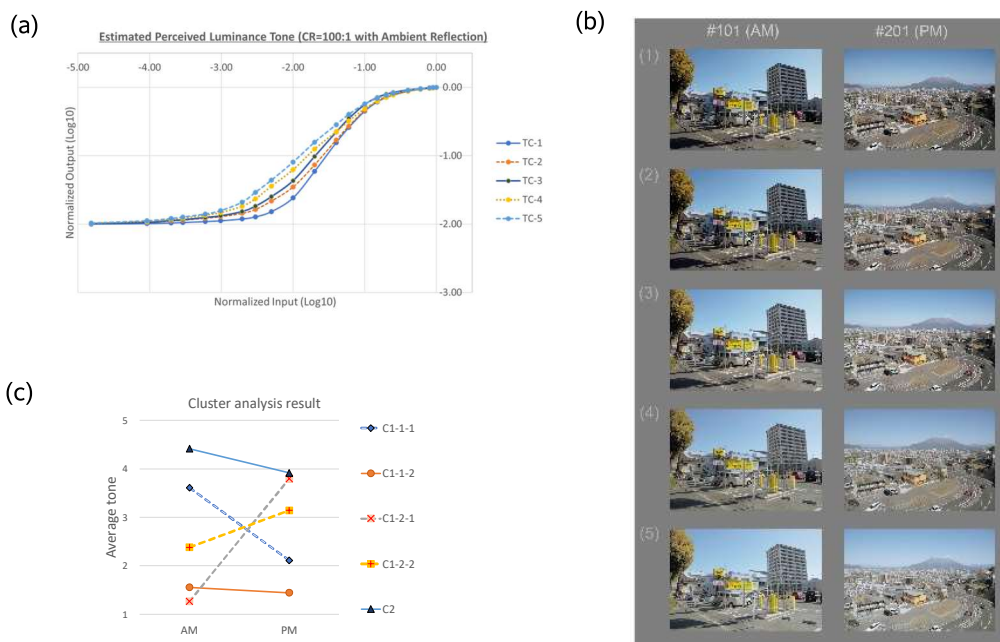 (a)
Estimated Perceived Luminance Tone (CR=100:1 with Ambient Reflection)
-5.00 -4.00 -3.00 -2.00 -1.00 0.00
0.00
-1.00
-2.00
-3.00
Normalized Output (Log10)
Normalized Input (Log10)
TC-1
TC-2
TC-3
TC-4
TC-5
(b)
#101 (AM) #201 (PM)
(1)
(2)
(3)
(4)
(5)
(c)
Cluster analysis result
5
4
3
2
1
Average tone
AM PM
C1-1-1
C1-1-2
C1-2-1
C1-2-2
C2